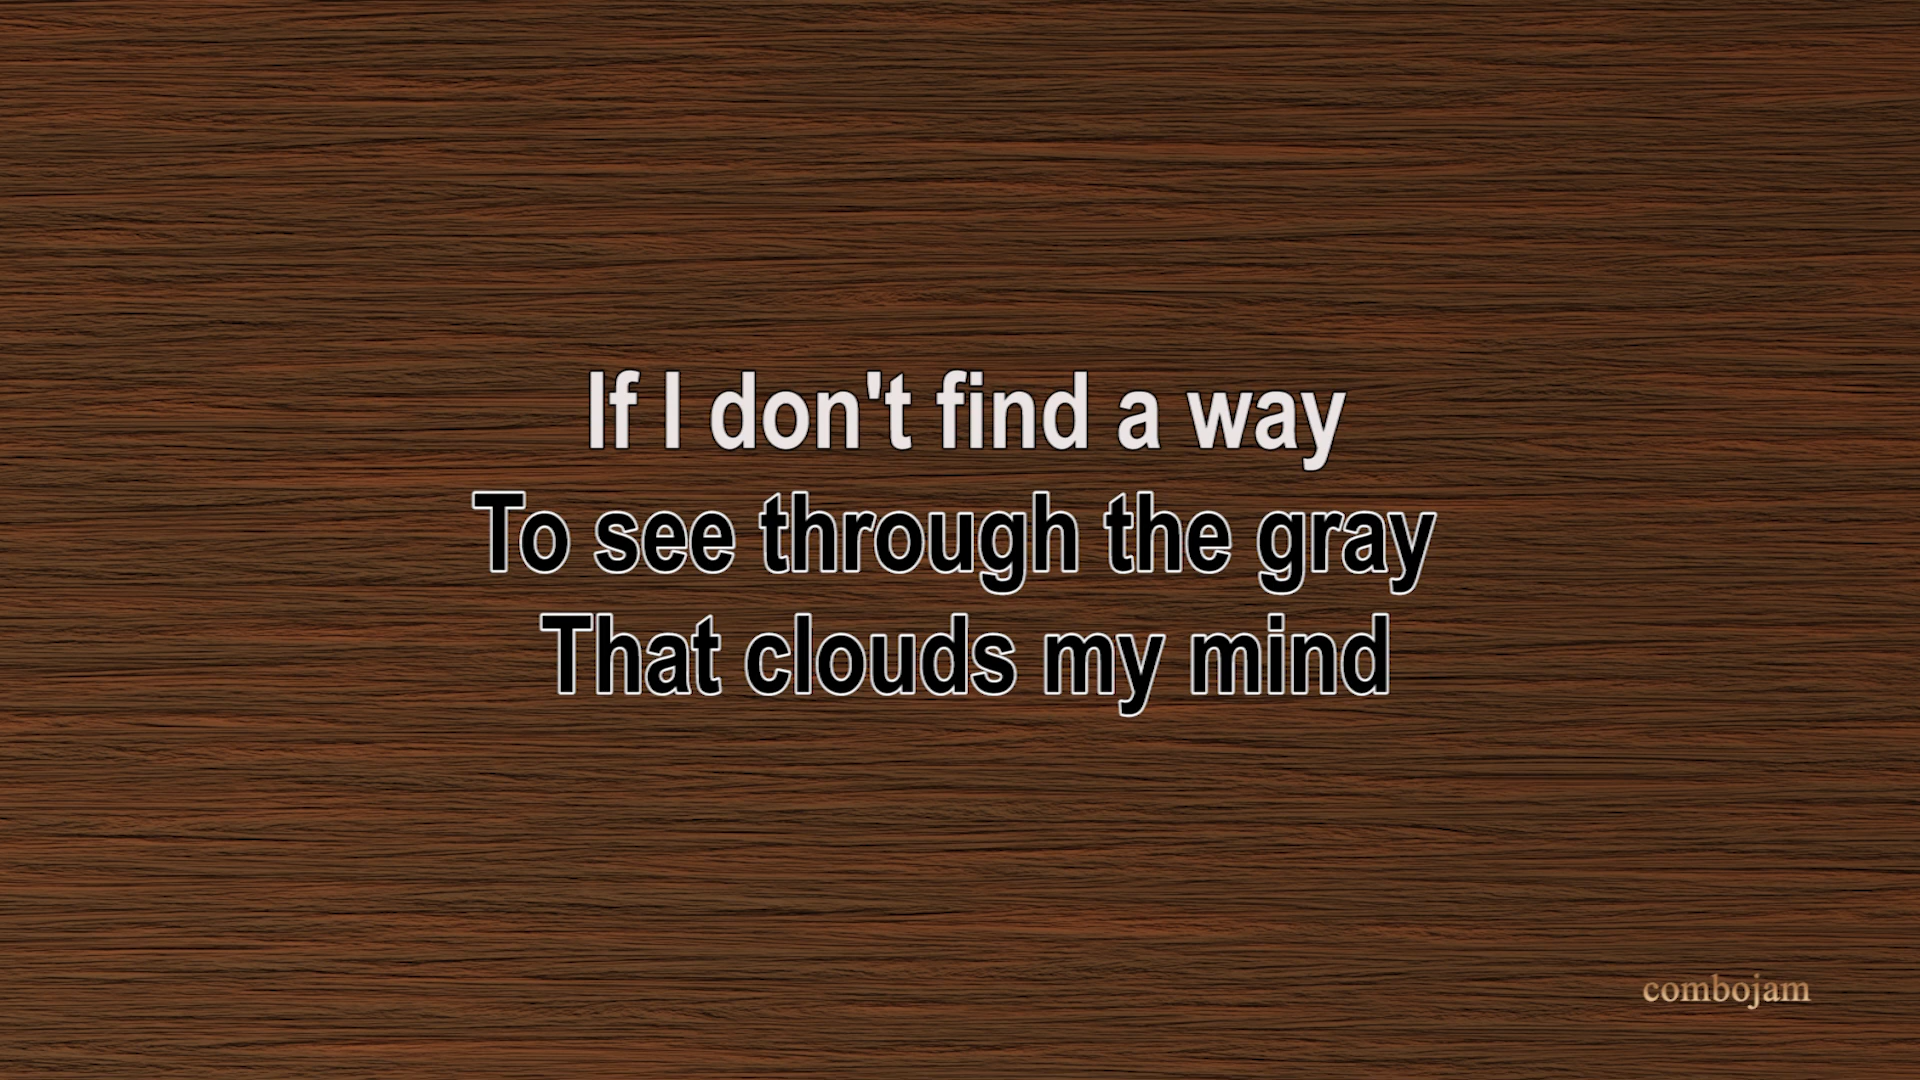 If I don't find a way
To see through the gray
That clouds my mind
combojam